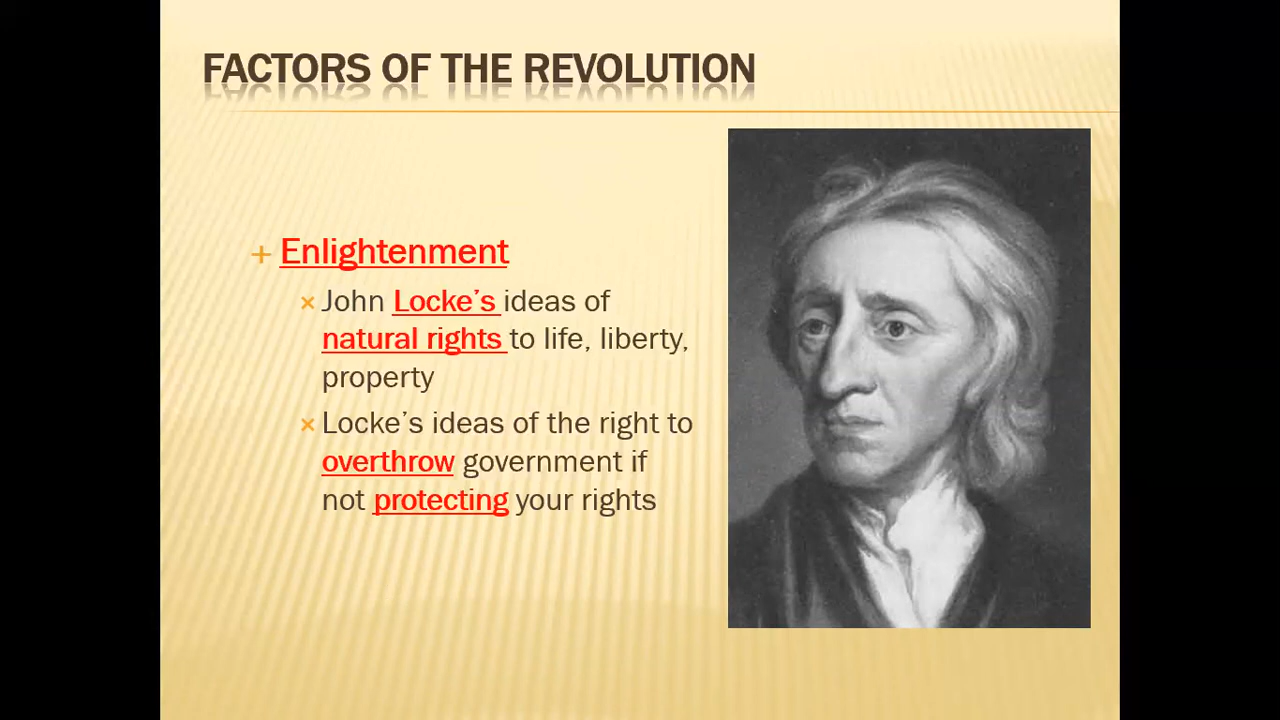 FACTORS OF THE REVOLUTION
Enlightenment
John Locke’s ideas of
natural rights to life, liberty,
property
Locke’s ideas of the right to
overthrow government if
not protecting your rights